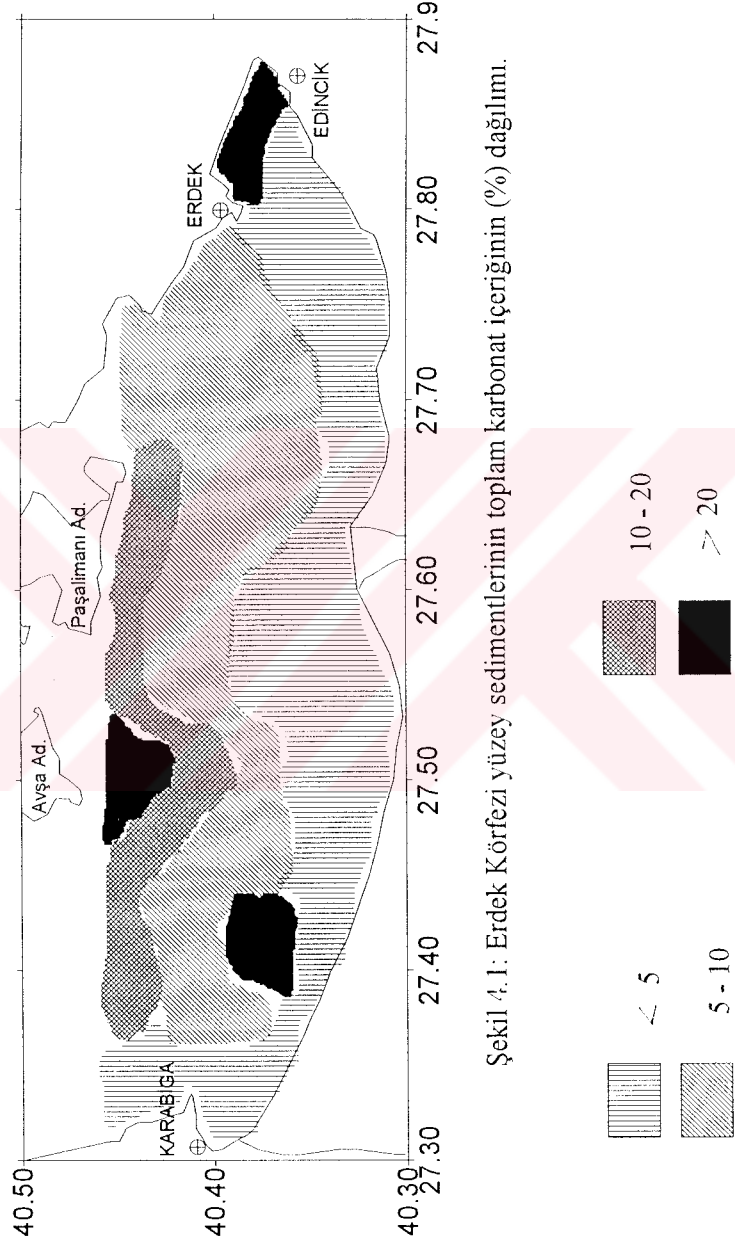 40.50
40.40
40.30
27.30
27.40
27.50
27.60
27.70
27.80
27.9
Avşa Ad.
Paşalimanı Ad.
ERDEK
EDİNCİK
KARABİGA
Şekil 4.1: Erdek Körfezi yüzey sedimentlerinin toplam karbonat içeriğinin (%) dağılımı.
< 5
10 - 20
5 - 10
> 20